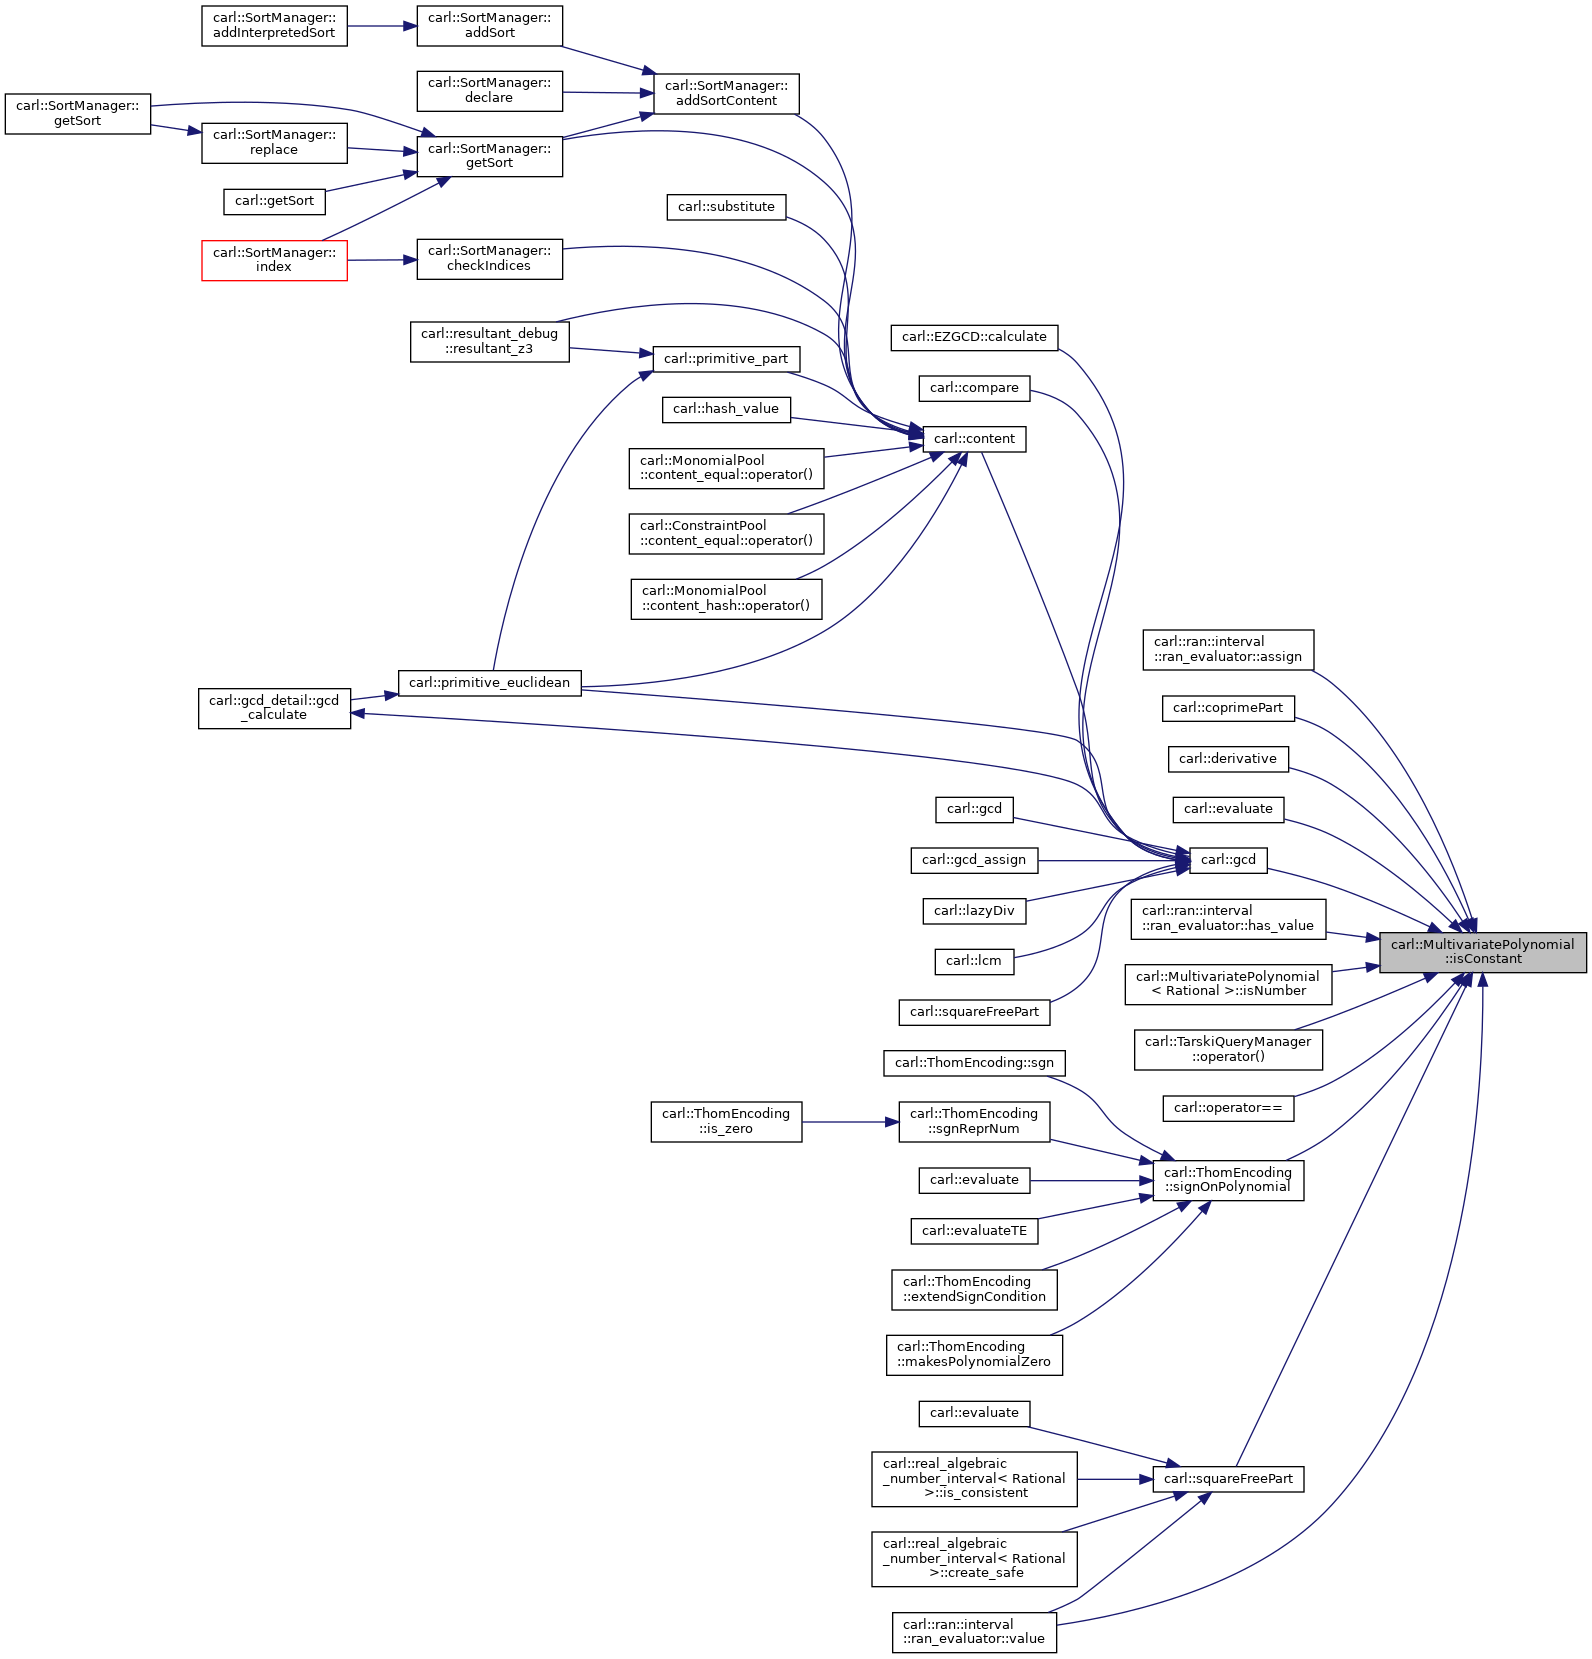 carl::SortManager::
addInterpretedSort
carl::SortManager::
addSort
carl::SortManager::
declare
carl::SortManager::
addSortContent
carl::SortManager::
getSort
carl::SortManager::
replace
carl::SortManager::
getSort
carl::getSort
carl::substitute
carl::SortManager::
index
carl::SortManager::
checkIndices
carl::resultant_debug
::resultant_z3
carl::primitive_part
carl::EZGCD::calculate
carl::compare
carl::hash_value
carl::content
carl::MonomialPool
::content_equal::operator()
carl::ConstraintPool
::content_equal::operator()
carl::MonomialPool
::content_hash::operator()
carl::primitive_euclidean
carl::gcd_detail::gcd
_calculate
carl::ran::interval
::ran_evaluator::assign
carl::coprimePart
carl::derivative
carl::evaluate
carl::gcd
carl::gcd_assign
carl::gcd
carl::lazyDiv
carl::ran::interval
::ran_evaluator::has_value
carl::MultivariatePolynomial
::isConstant
carl::lcm
carl::MultivariatePolynomial
< Rational >::isNumber
carl::squareFreePart
carl::TarskiQueryManager
::operator()
carl::ThomEncoding::sgn
carl::operator==
carl::ThomEncoding
::is_zero
carl::ThomEncoding
::sgnReprNum
carl::evaluate
carl::ThomEncoding
::signOnPolynomial
carl::evaluateTE
carl::ThomEncoding
::extendSignCondition
carl::ThomEncoding
::makesPolynomialZero
carl::evaluate
carl::real_algebraic
_number_interval< Rational
>::is_consistent
carl::squareFreePart
carl::real_algebraic
_number_interval< Rational
>::create_safe
carl::ran::interval
::ran_evaluator::value